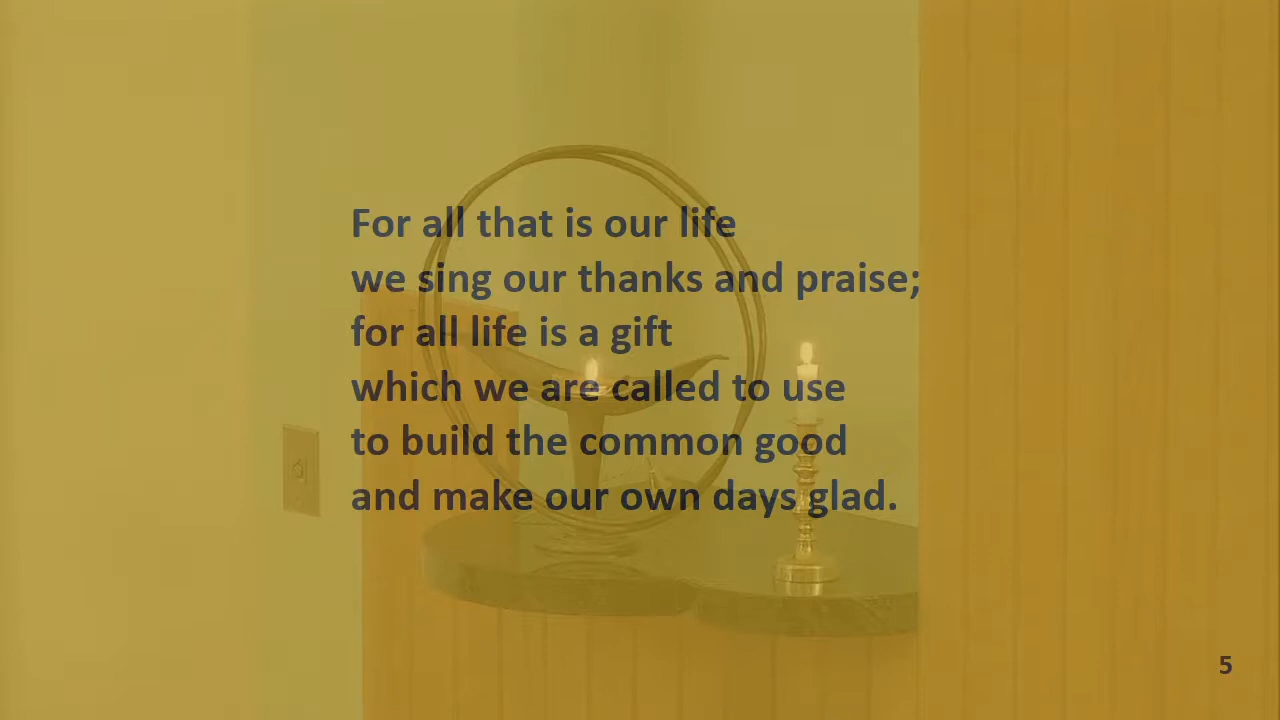 For all that is our life
we sing our thanks and praise;
for all life is a gift
which we are called to use
to build the common good
and make our own days glad.
5